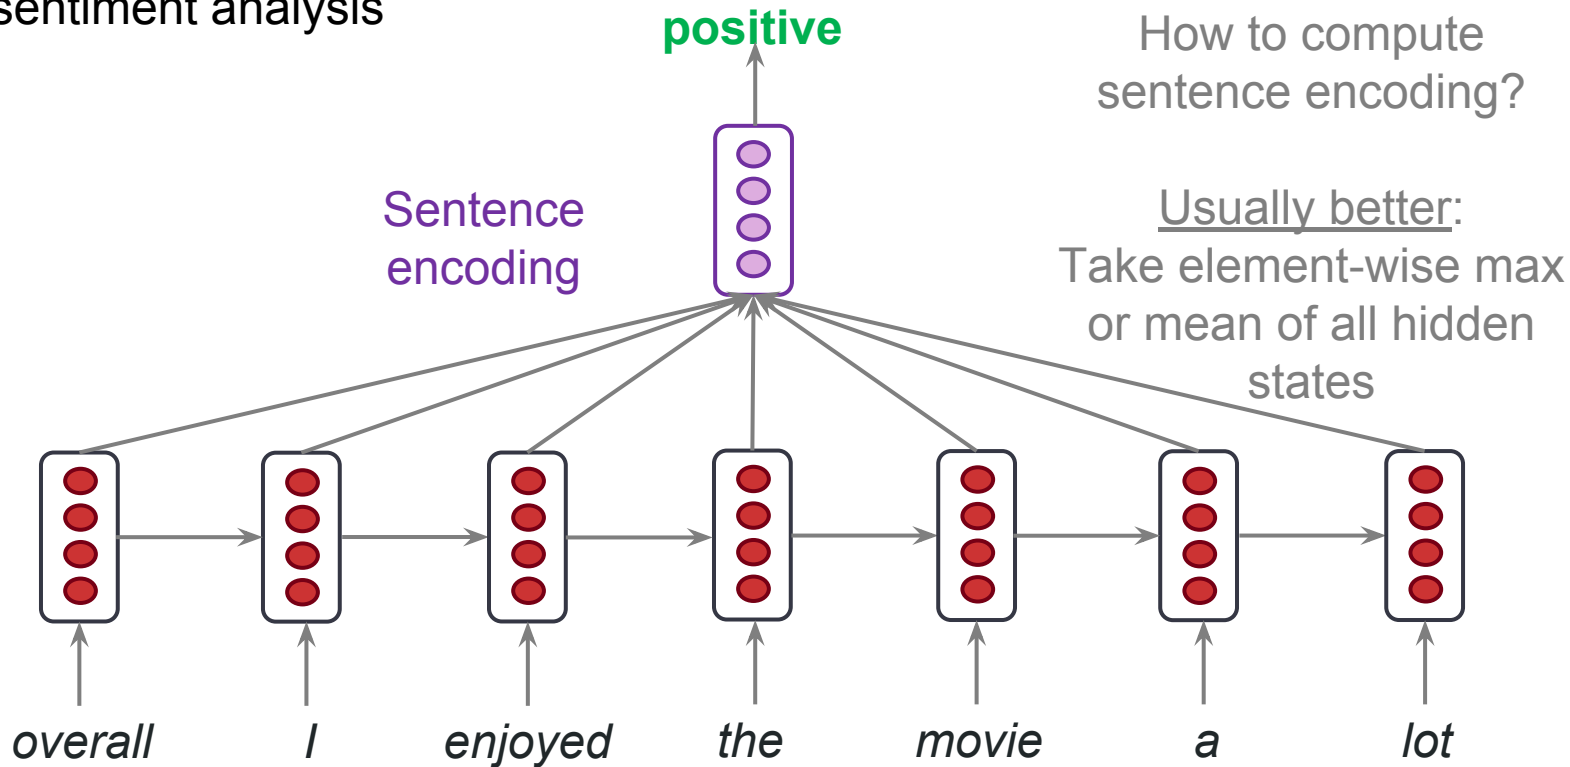 sentiment analysis
positive
How to compute
sentence encoding?
Sentence
encoding
Usually better:
Take element-wise max
or mean of all hidden
states
overall I enjoyed the movie a lot